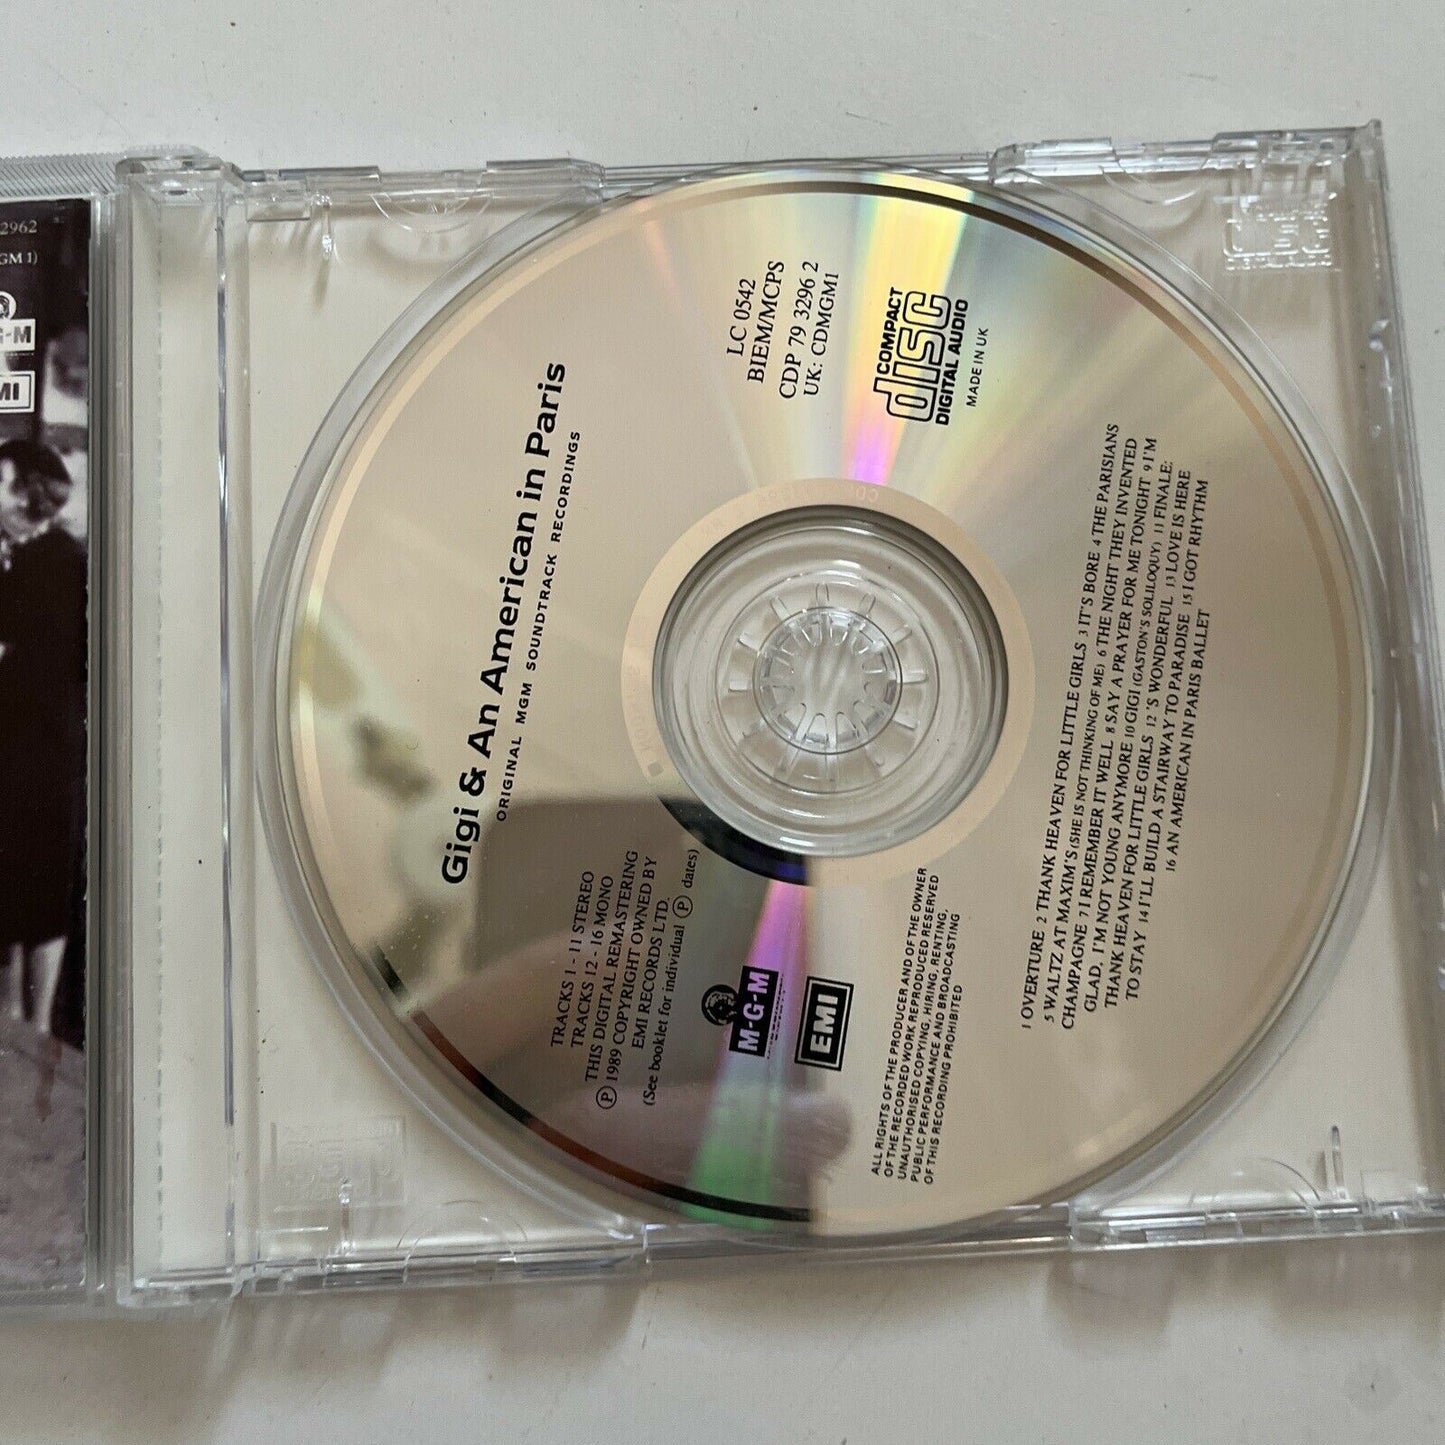 2962
GM 1)
G-M
MI
Gigi & An American in Paris
ORIGINAL MGM SOUNDTRACK RECORDINGS
TRACKS 1 - 11 STEREO
TRACKS 12 - 16 MONO
THIS DIGITAL REMASTERING
Ⓟ 1989 COPYRIGHT OWNED BY
EMI RECORDS LTD.
(See booklet for individual Ⓟ dates)
LC 0542
BIEM/MCPS
CDP 79 3296 2
UK: CDMGM1
COMPACT
disc
DIGITAL AUDIO
MADE IN UK
M-G-M
EMI
ALL RIGHTS OF THE PRODUCER AND OF THE OWNER
OF THE RECORDED WORK REPRODUCED RESERVED
UNAUTHORISED COPYING, HIRING, RENTING,
PUBLIC PERFORMANCE AND BROADCASTING
OF THIS RECORDING PROHIBITED
1 OVERTURE 2 THANK HEAVEN FOR LITTLE GIRLS 3 IT'S BORE 4 THE PARISIANS
5 WALTZ AT MAXIM'S (SHE IS NOT THINKING OF ME) 6 THE NIGHT THEY INVENTED
CHAMPAGNE 7 I REMEMBER IT WELL 8 SAY A PRAYER FOR ME TONIGHT 9 I'M
GLAD, I'M NOT YOUNG ANYMORE 10 GIGI (GASTON'S SOLILOQUY) 11 FINALE:
THANK HEAVEN FOR LITTLE GIRLS 12 'S WONDERFUL 13 LOVE IS HERE
TO STAY 14 I'LL BUILD A STAIRWAY TO PARADISE 15 I GOT RHYTHM
16 AN AMERICAN IN PARIS BALLET